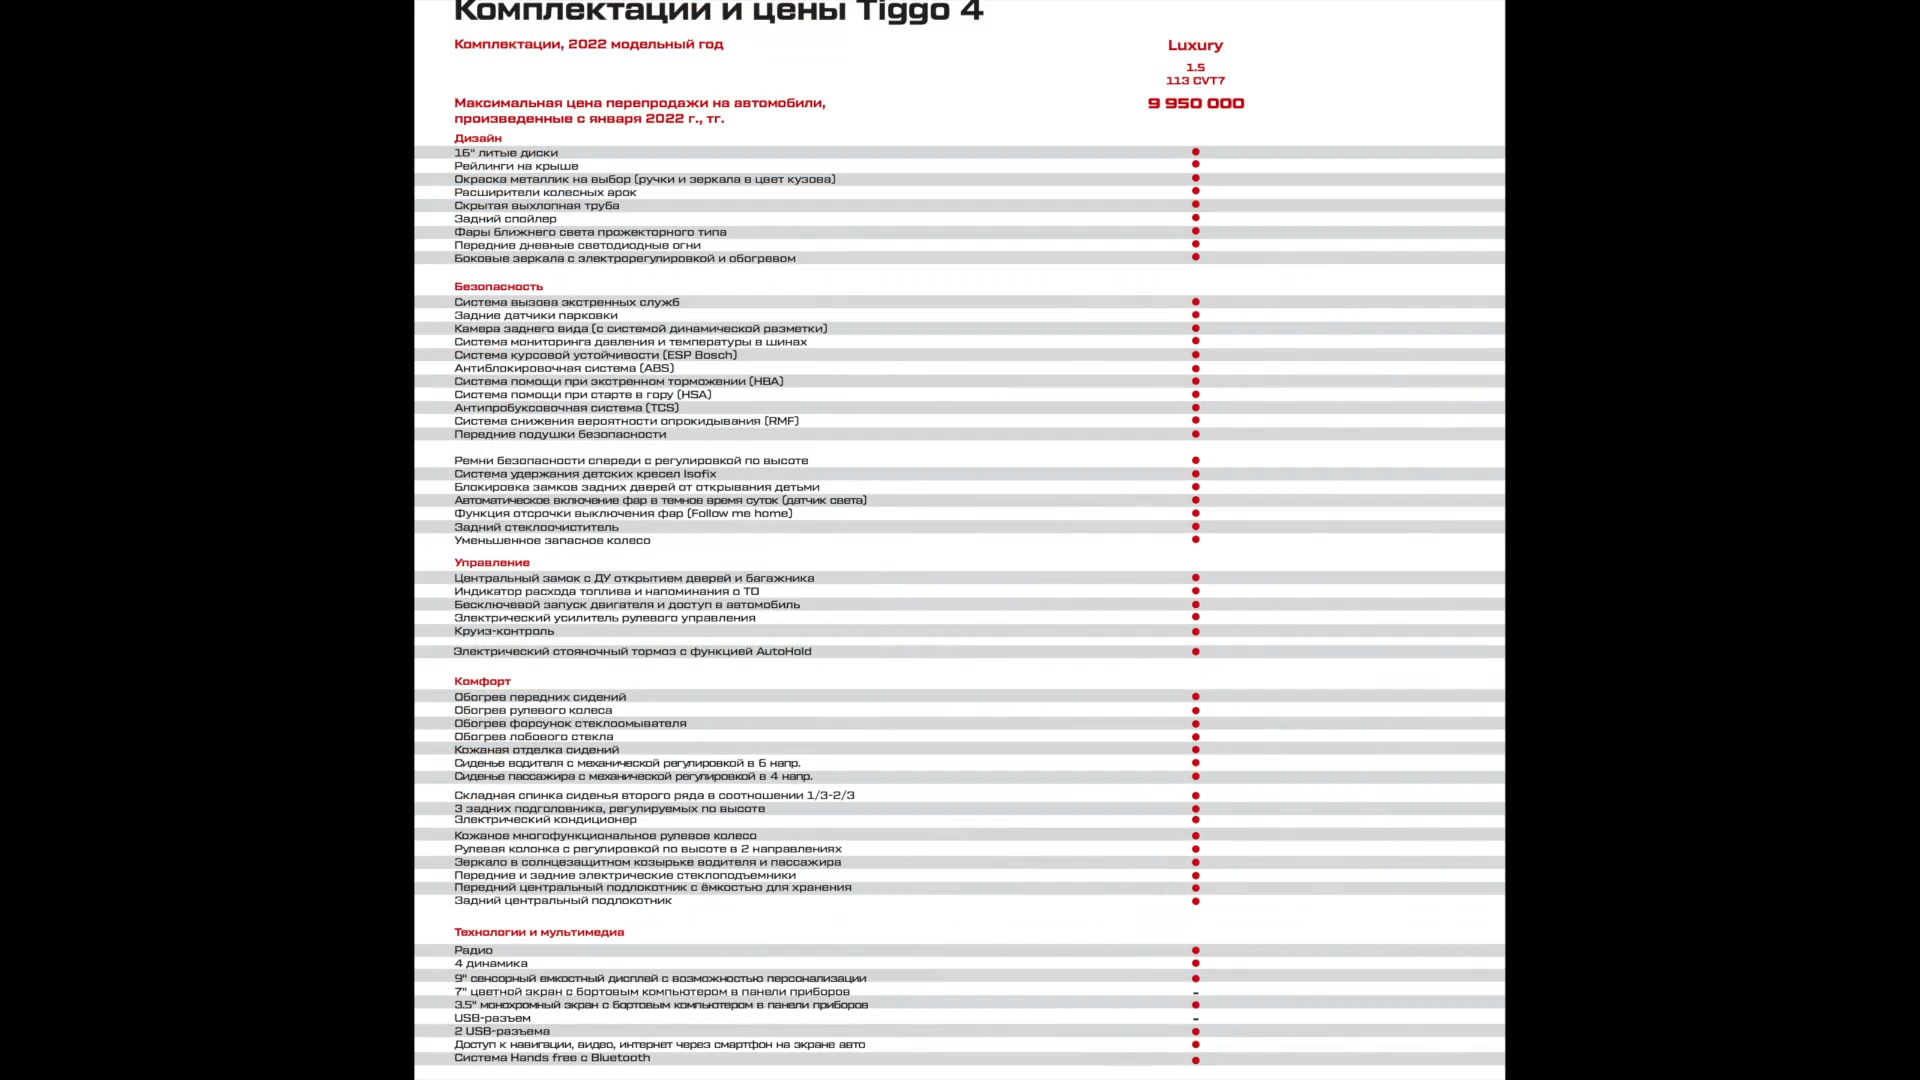 Комплектации и цены Tiggo 4
Комплектации, 2022 модельный год
Luxury
1.5
113 CVT7
Максимальная цена перепродажи на автомобили,
произведенные с января 2022 г., тг.
9 950 000
Дизайн
16" литые диски
Рейлинги на крыше
Окраска металлик на выбор (ручки и зеркала в цвет кузова)
Расширители колесных арок
Скрытая выхлопная труба
Задний спойлер
Фары ближнего света прожекторного типа
Передние дневные светодиодные огни
Боковые зеркала с электрорегулировкой и обогревом
Безопасность
Система вызова экстренных служб
Задние датчики парковки
Камера заднего вида (с системой динамической разметки)
Система мониторинга давления и температуры в шинах
Система курсовой устойчивости (ESP Bosch)
Антиблокировочная система (ABS)
Система помощи при экстренном торможении (HBA)
Система помощи при старте в гору (HSA)
Антипробуксовочная система (TCS)
Система снижения вероятности опрокидывания (RMF)
Передние подушки безопасности
Ремни безопасности спереди с регулировкой по высоте
Система удержания детских кресел Isofix
Блокировка замков задних дверей от открывания детьми
Автоматическое включение фар в темное время суток (датчик света)
Функция отсрочки выключения фар (Follow me home)
Задний стеклоочиститель
Уменьшенное запасное колесо
Управление
Центральный замок с ДУ открытием дверей и багажника
Индикатор расхода топлива и напоминания о ТО
Бесключевой запуск двигателя и доступ в автомобиль
Электрический усилитель рулевого управления
Круиз-контроль
Электрический стояночный тормоз с функцией AutoHold
Комфорт
Обогрев передних сидений
Обогрев рулевого колеса
Обогрев форсунок стеклоомывателя
Обогрев лобового стекла
Кожаная отделка сидений
Сиденье водителя с механической регулировкой в 6 напр.
Сиденье пассажира с механической регулировкой в 4 напр.
Складная спинка сиденья второго ряда в соотношении 1/3-2/3
3 задних подголовника, регулируемых по высоте
Электрический кондиционер
Кожаное многофункциональное рулевое колесо
Рулевая колонка с регулировкой по высоте в 2 направлениях
Зеркало в солнцезащитном козырьке водителя и пассажира
Передние и задние электрические стеклоподъемники
Передний центральный подлокотник с ёмкостью для хранения
Задний центральный подлокотник
Технологии и мультимедиа
Радио
4 динамика
9" сенсорный емкостный дисплей с возможностью персонализации
7" цветной экран с бортовым компьютером в панели приборов -
3.5" монохромный экран с бортовым компьютером в панели приборов
USB-разъем -
2 USB-разъема
Доступ к навигации, видео, интернет через смартфон на экране авто
Система Hands free с Bluetooth